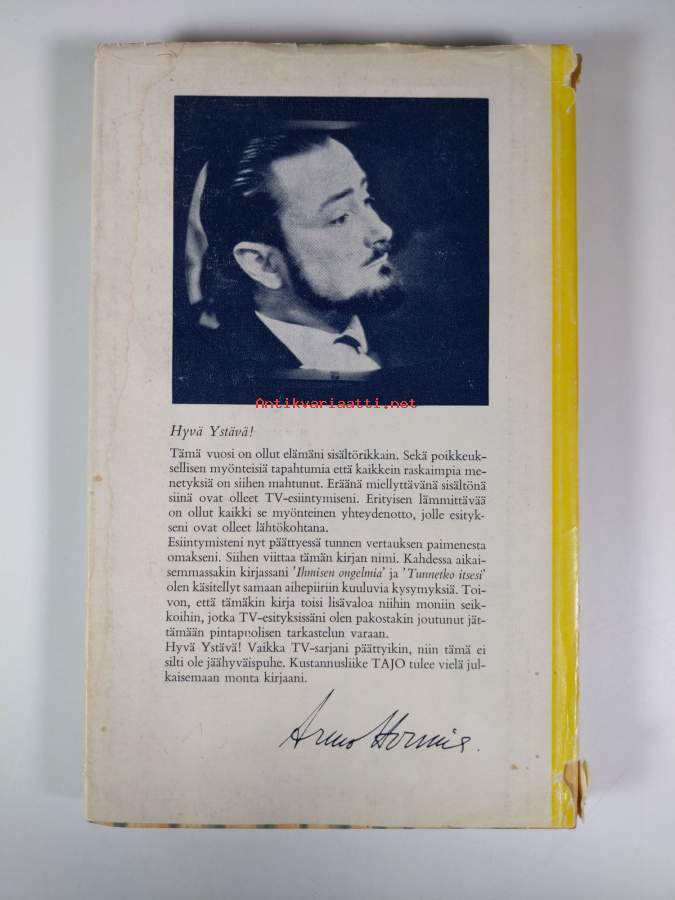 Antikvariaatti.net
Hyvä Ystävä!
Tämä vuosi on ollut elämäni sisältörikkain. Sekä poikkeuk-
sellisen myönteisiä tapahtumia että kaikkein raskaimpia me-
netyksiä on siihen mahtunut. Eräänä miellyttävänä sisältönä
siinä ovat olleet TV-esiintymiseni. Erityisen lämmittävää
on ollut kaikki se myönteinen yhteydenotto, jolle esityk-
seni ovat olleet lähtökohtana.
Esiintymisteni nyt päättyessä tunnen vertauksen paimenesta
omakseni. Siihen viittaa tämän kirjan nimi. Kahdessa aikai-
semmassakin kirjassani 'Ihmisen ongelmia' ja 'Tunnetko itsesi'
olen käsitellyt samaan aihepiiriin kuuluvia kysymyksiä. Toi-
von, että tämäkin kirja toisi lisävaloa niihin moniin seik-
koihin, jotka TV-esityksissäni olen pakostakin joutunut jät-
tämään pintapuolisen tarkastelun varaan.
Hyvä Ystävä! Vaikka TV-sarjani päättyikin, niin tämä ei
silti ole jäähyväispuhe. Kustannusliike TAJO tulee vielä jul-
kaisemaan monta kirjaani.